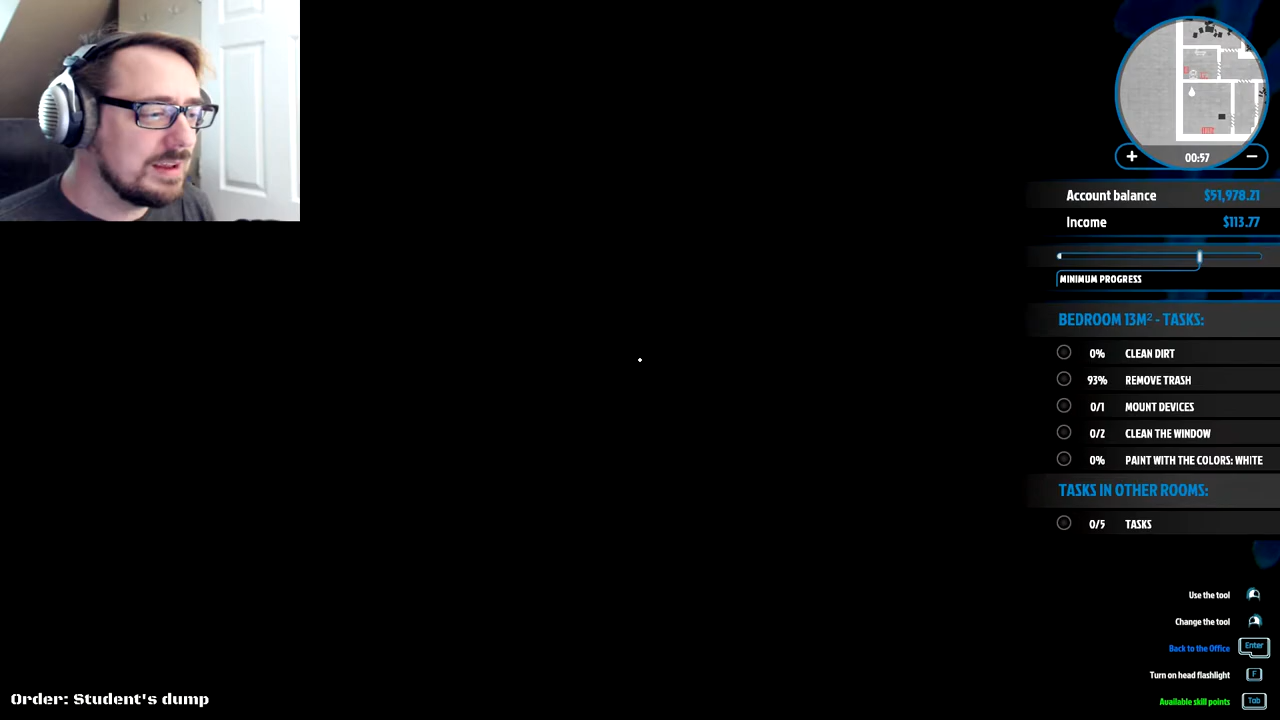 + 00:57 −
Account balance $51,978.21
Income $113.77
MINIMUM PROGRESS
BEDROOM 13M² - TASKS:
0% CLEAN DIRT
93% REMOVE TRASH
0/1 MOUNT DEVICES
0/2 CLEAN THE WINDOW
0% PAINT WITH THE COLORS: WHITE
TASKS IN OTHER ROOMS:
0/5 TASKS
Use the tool
Change the tool
Back to the Office Enter
Turn on head flashlight F
Available skill points Tab
Order: Student's dump